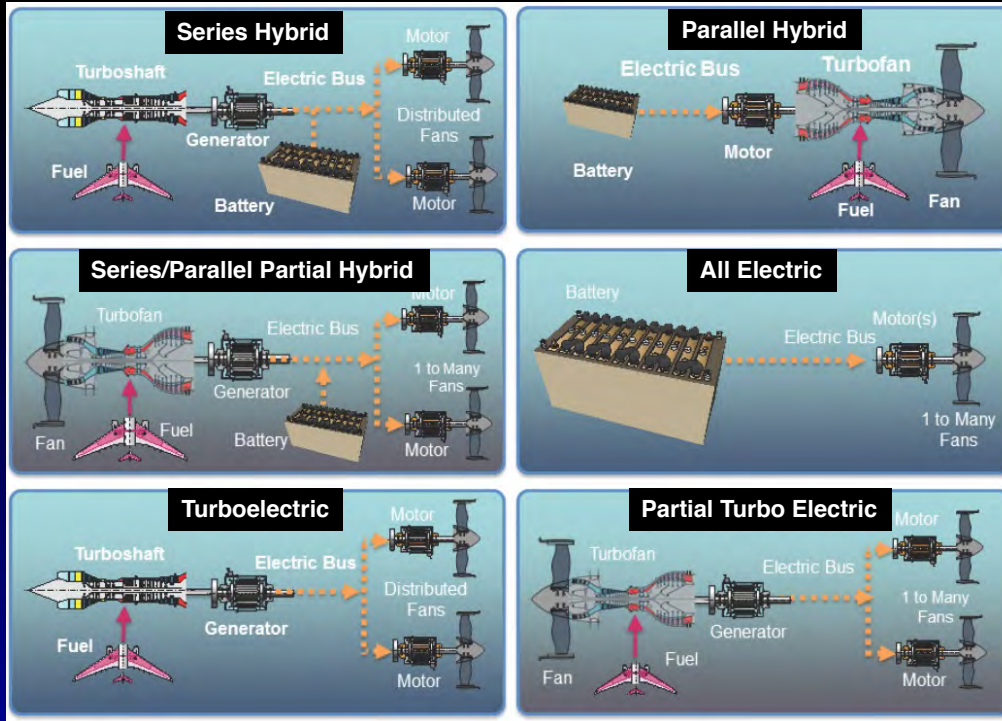 Series Hybrid
Motor
Turboshaft
Electric Bus
Distributed
Fans
Generator
Fuel
Battery
Motor
Parallel Hybrid
Electric Bus
Turbofan
Motor
Battery
Fuel
Fan
Series/Parallel Partial Hybrid
Motor
Turbofan
Electric Bus
Generator
1 to Many
Fans
Fan
Fuel
Battery
Motor
All Electric
Battery
Motor(s)
Electric Bus
1 to Many
Fans
Turboelectric
Motor
Turboshaft
Electric Bus
Distributed
Fans
Generator
Fuel
Motor
Partial Turbo Electric
Motor
Turbofan
Electric Bus
1 to Many
Fans
Generator
Fuel
Fan
Motor